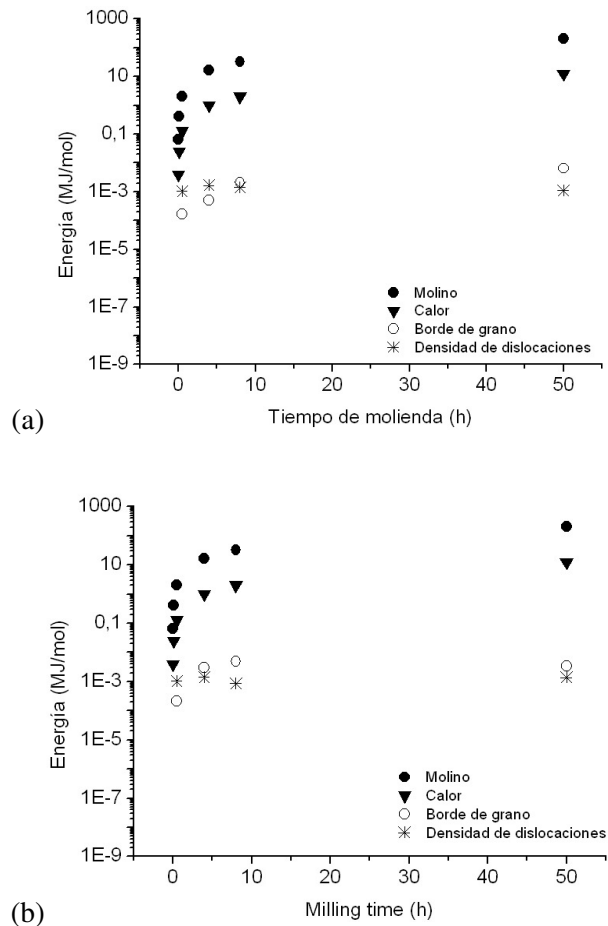 1000
10
0,1
1E-3
1E-5
1E-7
1E-9
Energía (MJ/mol)
Molino
Calor
Borde de grano
Densidad de dislocaciones
0 10 20 30 40 50
Tiempo de molienda (h)
(a)
1000
10
0,1
1E-3
1E-5
1E-7
1E-9
Energía (MJ/mol)
Molino
Calor
Borde de grano
Densidad de dislocaciones
0 10 20 30 40 50
Milling time (h)
(b)